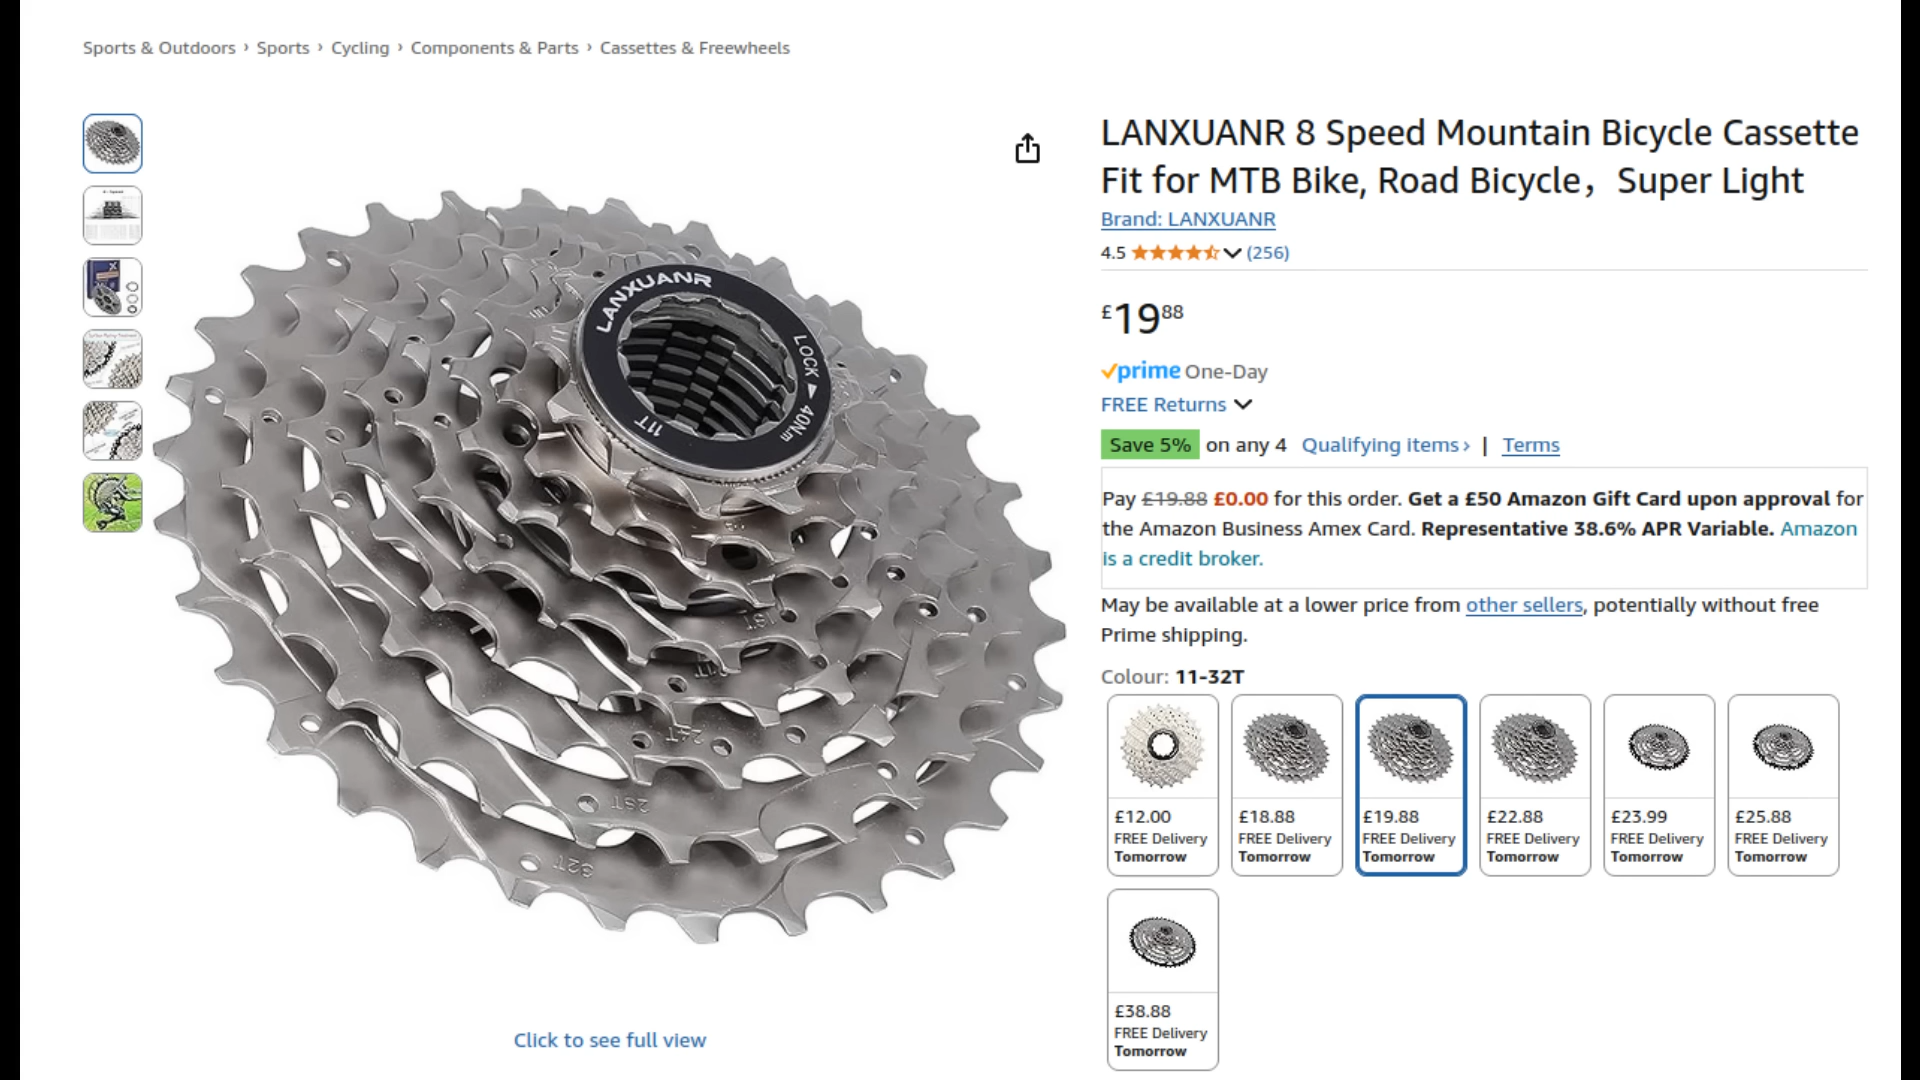 Sports & Outdoors › Sports › Cycling › Components & Parts › Cassettes & Freewheels
LANXUANR 8 Speed Mountain Bicycle Cassette
Fit for MTB Bike, Road Bicycle，Super Light
Brand: LANXUANR
4.5 (256)
£19.88
prime One-Day
FREE Returns
Save 5% on any 4 Qualifying items › | Terms
Pay £19.88 £0.00 for this order. Get a £50 Amazon Gift Card upon approval for
the Amazon Business Amex Card. Representative 38.6% APR Variable. Amazon
is a credit broker.
May be available at a lower price from other sellers, potentially without free
Prime shipping.
Colour: 11-32T
£12.00 £18.88 £19.88 £22.88 £23.99 £25.88
FREE Delivery FREE Delivery FREE Delivery FREE Delivery FREE Delivery FREE Delivery
Tomorrow Tomorrow Tomorrow Tomorrow Tomorrow Tomorrow
£38.88
FREE Delivery
Tomorrow
LANXUANR
LOCK
40N.m
11T
18T
21T
24T
28T
32T
Click to see full view